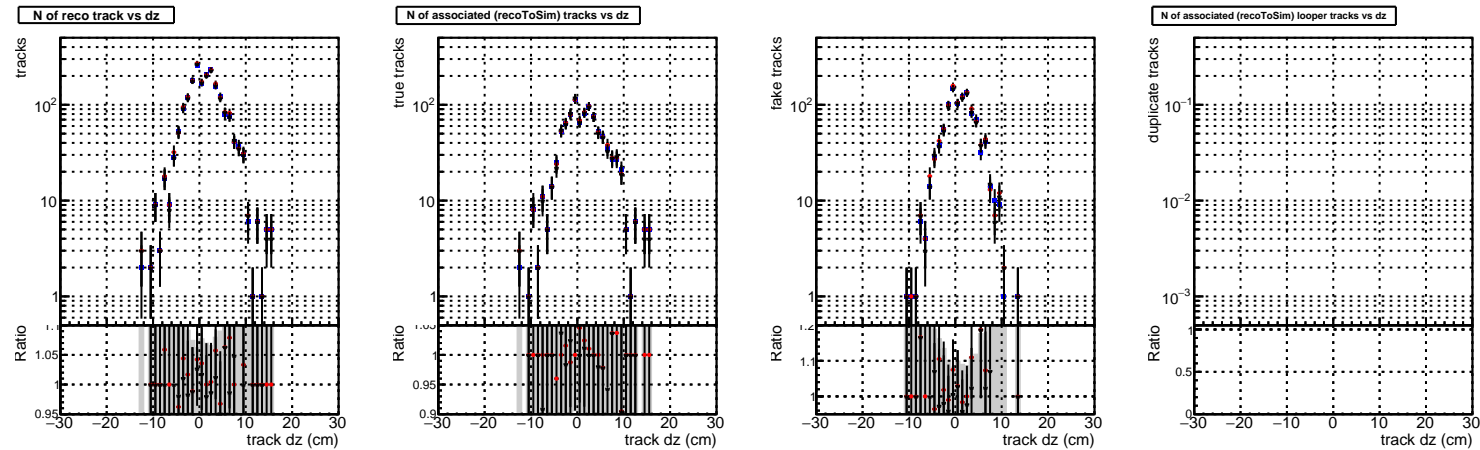 N of reco track vs dz
tracks
10²
10
1
Ratio
1.1
1.05
1
0.95
−30 −20 −10 0 10 20 30
track dz (cm)
N of associated (recoToSim) tracks vs dz
true tracks
10²
10
1
Ratio
1.05
1
0.95
0.9
−30 −20 −10 0 10 20 30
track dz (cm)
fake tracks
10²
10
1
Ratio
1.2
1.1
1
−30 −20 −10 0 10 20 30
track dz (cm)
N of associated (recoToSim) looper tracks vs dz
duplicate tracks
10⁻¹
10⁻²
10⁻³
Ratio
1
0.5
0
−30 −20 −10 0 10 20 30
track dz (cm)